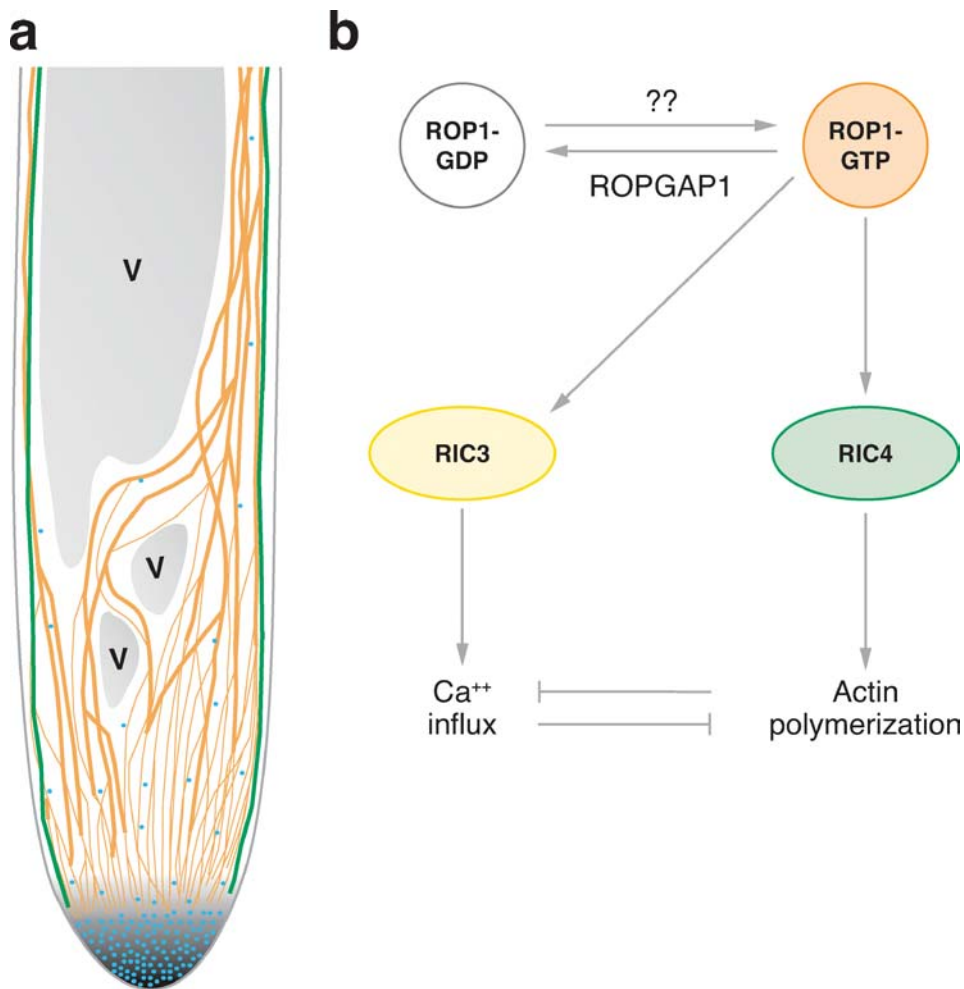 a
V
V
V
b
ROP1-
GDP
??
ROPGAP1
ROP1-
GTP
RIC3
RIC4
Ca++
influx
Actin
polymerization